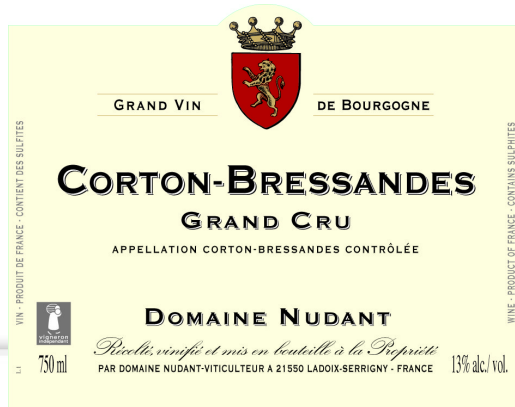 GRAND VIN DE BOURGOGNE
CORTON-BRESSANDES
GRAND CRU
APPELLATION CORTON-BRESSANDES CONTRÔLÉE
DOMAINE NUDANT
Récolté, vinifié et mis en bouteille à la Propriété
PAR DOMAINE NUDANT-VITICULTEUR A 21550 LADOIX-SERRIGNY - FRANCE
750 ml
13% alc./ vol.
vigneron
indépendant
L1
VIN - PRODUIT DE FRANCE - CONTIENT DES SULFITES
WINE - PRODUCT OF FRANCE - CONTAINS SULPHITES